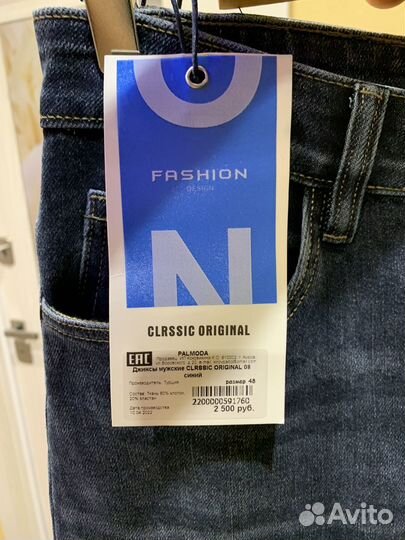 FASHION
DESIGN
N
CLRSSIC ORIGINAL
EAC
PALMODA
Джинсы мужские CLRSSIC ORIGINAL 08
синий
Производитель: Турция
размер 48
Состав: Ткань 80% хлопок,
20% эластан
2200000591760
Дата производства
10.04.2022
2 500 руб.
Avito